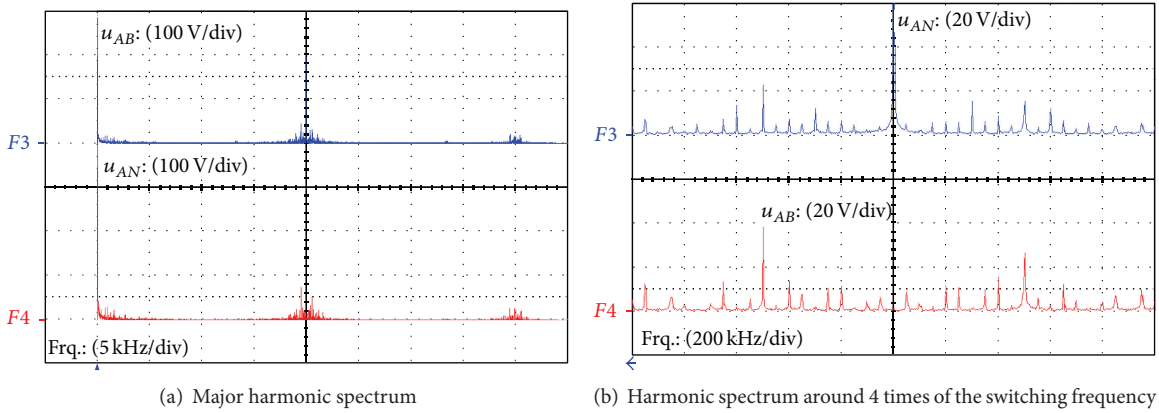 u_AB: (100 V/div)
F3
u_AN: (100 V/div)
F4
Frq.: (5 kHz/div)
(a) Major harmonic spectrum
u_AN: (20 V/div)
F3
u_AB: (20 V/div)
F4
Frq.: (200 kHz/div)
(b) Harmonic spectrum around 4 times of the switching frequency